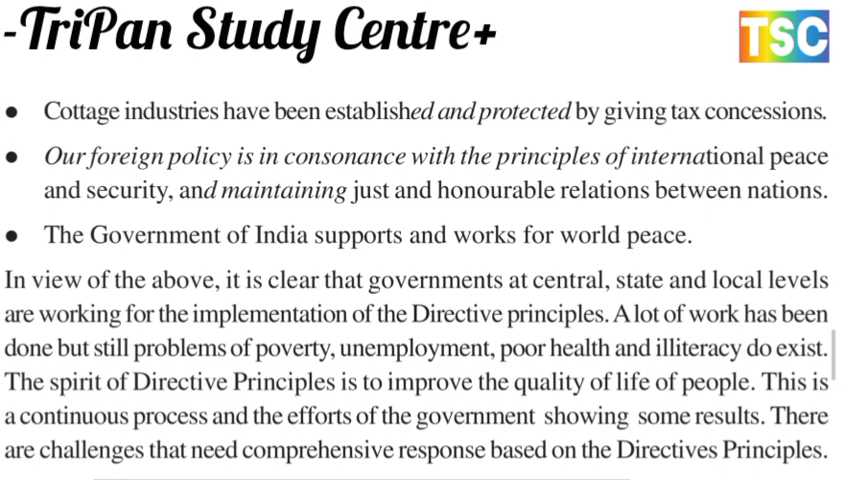 -TriPan Study Centre+
TSC
● Cottage industries have been established and protected by giving tax concessions.
● Our foreign policy is in consonance with the principles of international peace
and security, and maintaining just and honourable relations between nations.
● The Government of India supports and works for world peace.
In view of the above, it is clear that governments at central, state and local levels
are working for the implementation of the Directive principles. A lot of work has been
done but still problems of poverty, unemployment, poor health and illiteracy do exist.
The spirit of Directive Principles is to improve the quality of life of people. This is
a continuous process and the efforts of the government showing some results. There
are challenges that need comprehensive response based on the Directives Principles.